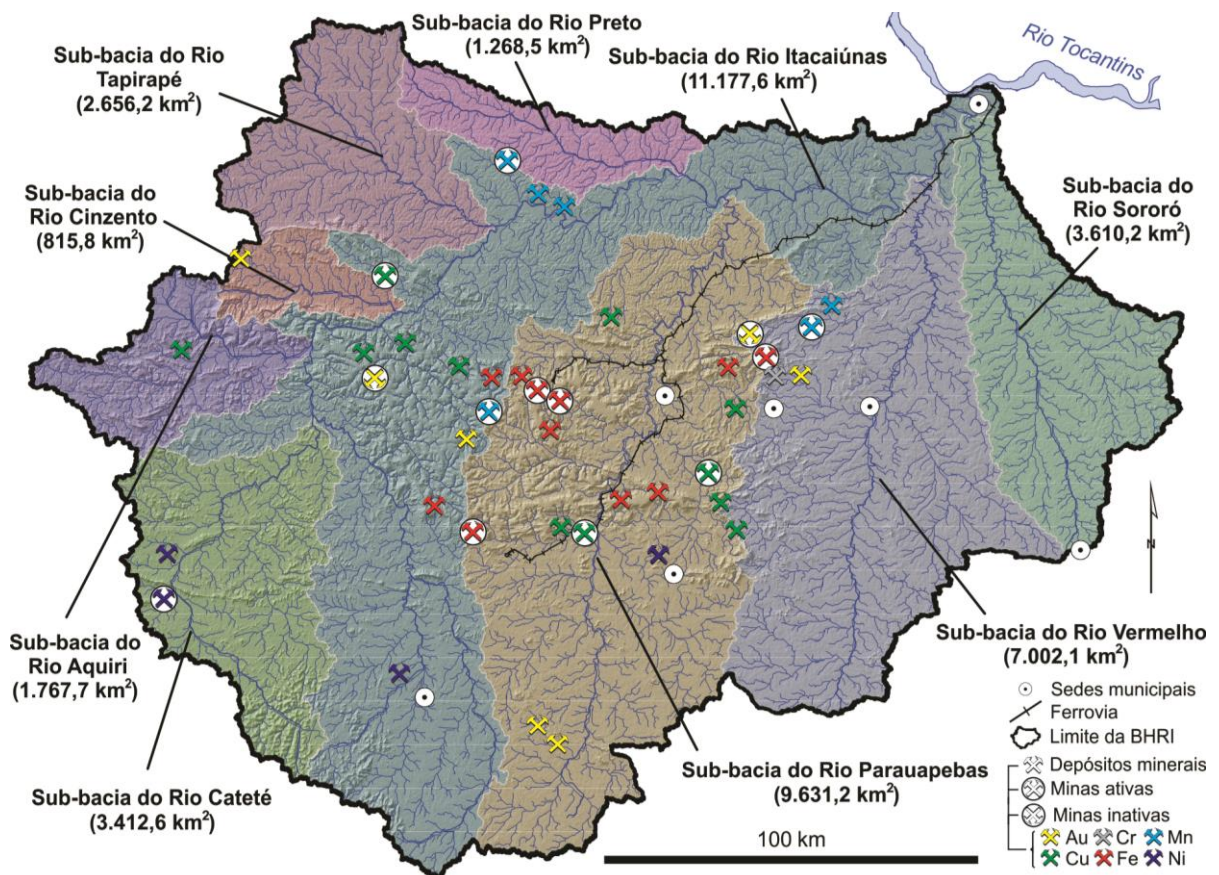 Sub-bacia do Rio Preto
(1.268,5 km²)
Sub-bacia do Rio
Tapirapé
(2.656,2 km²)
Sub-bacia do Rio Itacaiúnas
(11.177,6 km²)
Rio Tocantins
Sub-bacia do
Rio Cinzento
(815,8 km²)
Sub-bacia do
Rio Sororó
(3.610,2 km²)
N
Sub-bacia do
Rio Aquiri
(1.767,7 km²)
Sub-bacia do Rio Vermelho
(7.002,1 km²)
Sub-bacia do Rio Cateté
(3.412,6 km²)
Sub-bacia do Rio Parauapebas
(9.631,2 km²)
100 km
Sedes municipais
Ferrovia
Limite da BHRI
Depósitos minerais
Minas ativas
Minas inativas
Au Cr Mn
Cu Fe Ni